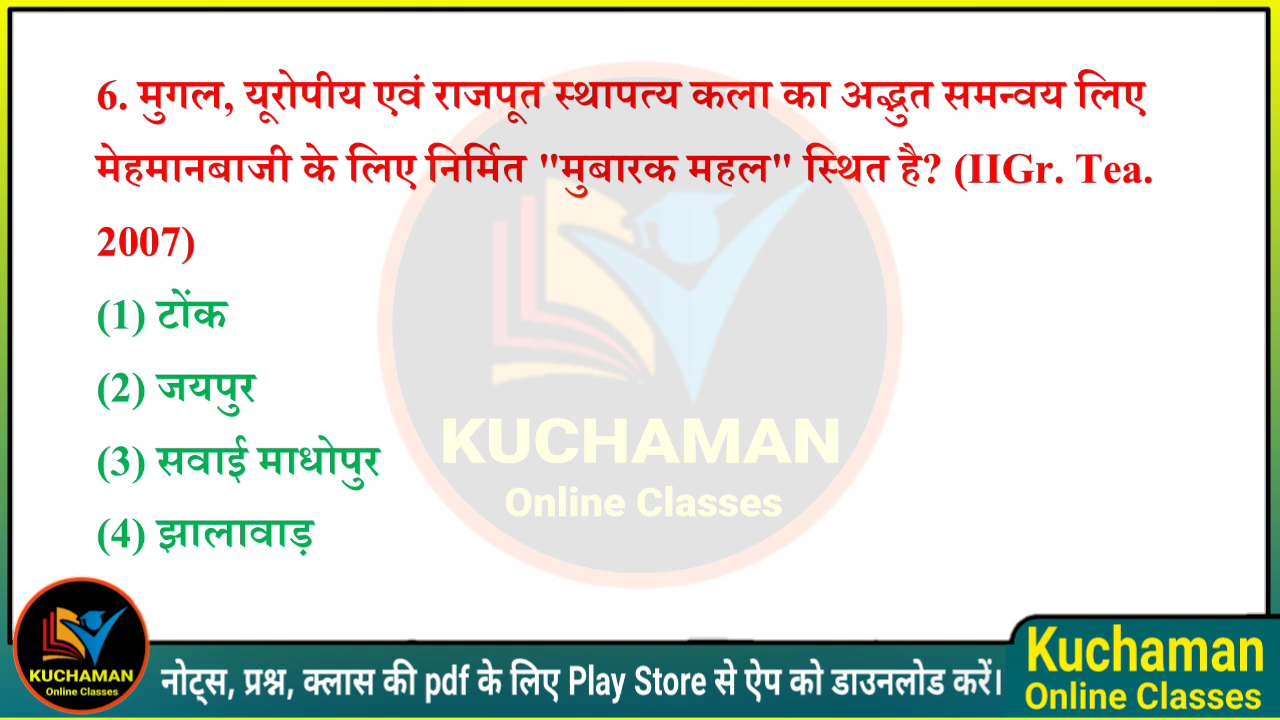 6. मुगल, यूरोपीय एवं राजपूत स्थापत्य कला का अद्भुत समन्वय लिए
मेहमानबाजी के लिए निर्मित "मुबारक महल" स्थित है? (IIGr. Tea.
2007)
(1) टोंक
(2) जयपुर
(3) सवाई माधोपुर
(4) झालावाड़
KUCHAMAN
Online Classes
KUCHAMAN
Online Classes
नोट्स, प्रश्न, क्लास की pdf के लिए Play Store से ऐप को डाउनलोड करें।
Kuchaman
Online Classes